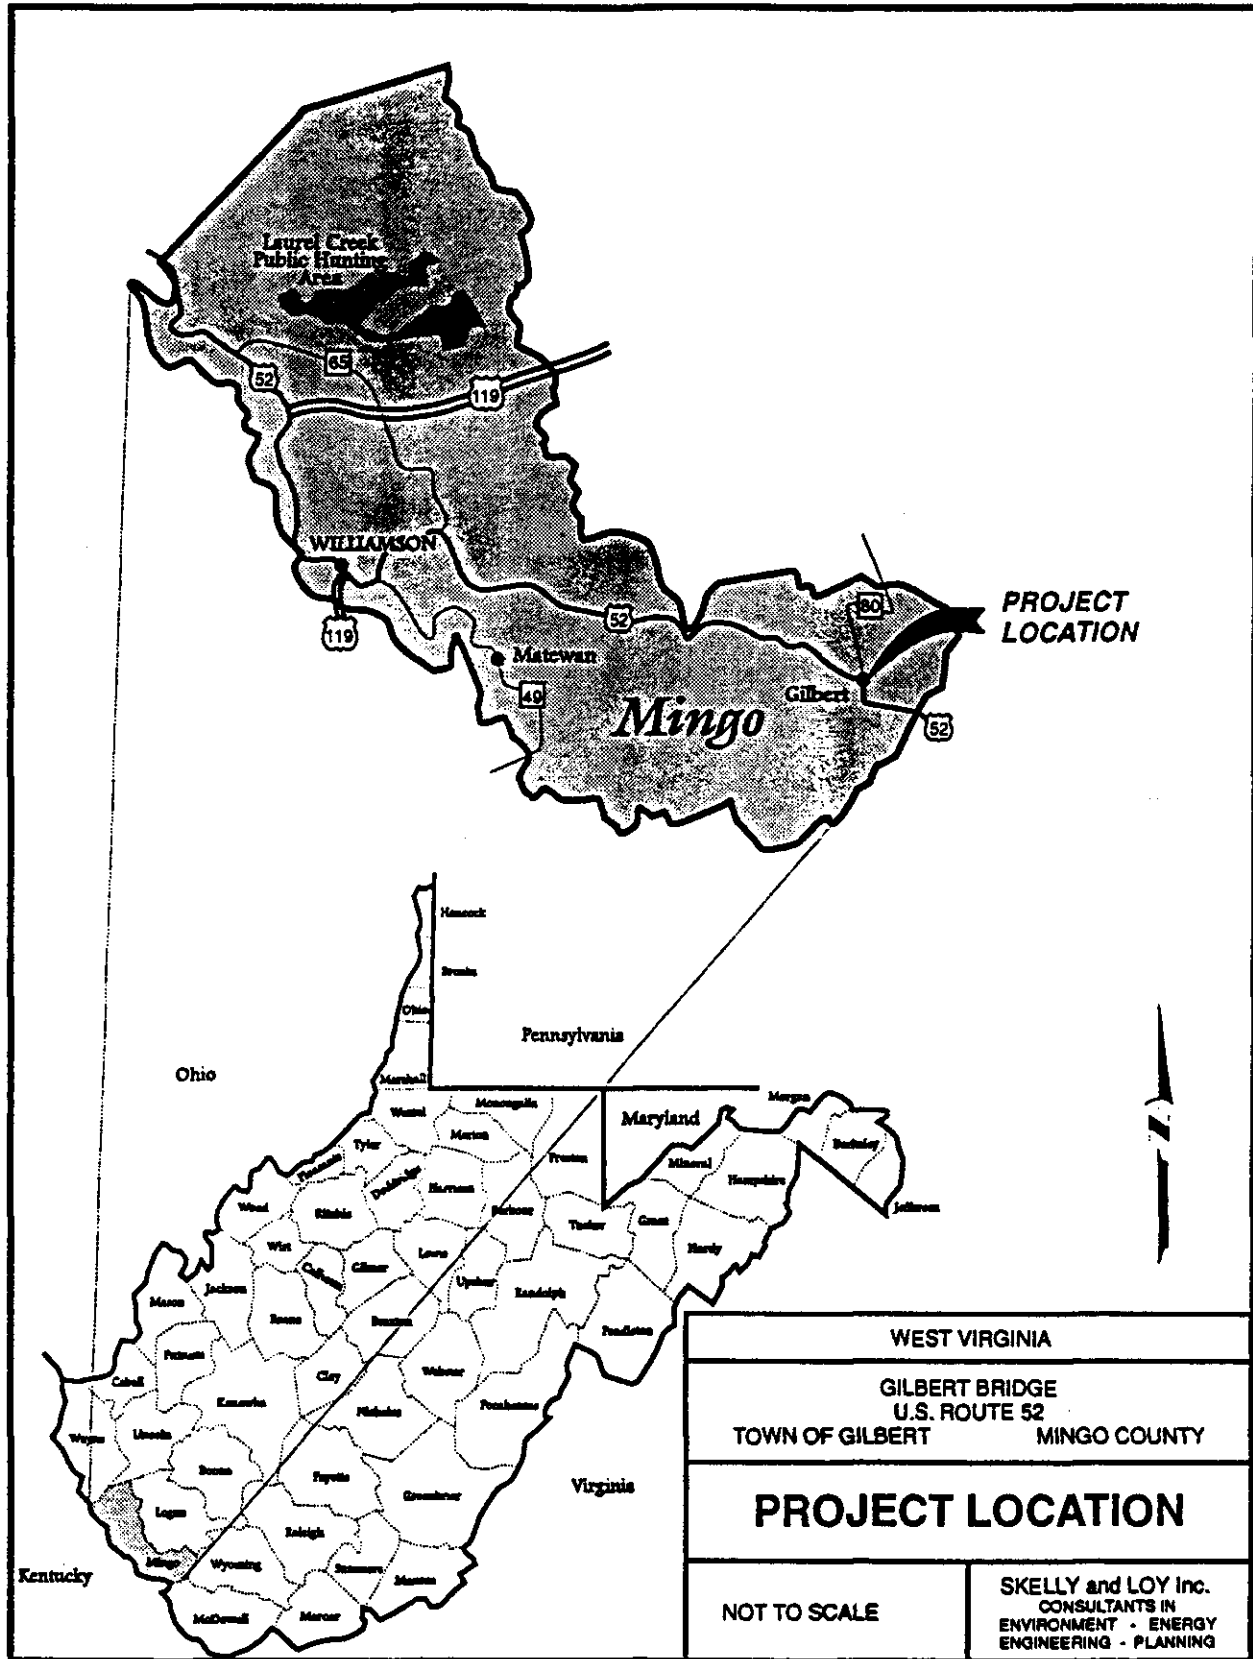 Laurel Creek
Public Hunting
Area
65
52
119
WILLIAMSON
119
52
Matewan
49
80
Gilbert
52
PROJECT
LOCATION
Mingo
Hancock
Brooke
Ohio
Pennsylvania
Ohio
Marshall
Wetzel
Monongalia
Marion
Maryland
Morgan
Berkeley
Jefferson
Tyler
Pleasants
Doddridge
Harrison
Preston
Mineral
Hampshire
Wood
Ritchie
Barbour
Tucker
Grant
Hardy
Wirt
Calhoun
Gilmer
Lewis
Upshur
Randolph
Pendleton
Mason
Jackson
Roane
Braxton
Putnam
Cabell
Clay
Webster
Kanawha
Nicholas
Pocahontas
Wayne
Lincoln
Boone
Fayette
Greenbrier
Virginia
Logan
Raleigh
Mingo
Wyoming
Summers
Monroe
Kentucky
McDowell
Mercer
N
WEST VIRGINIA
GILBERT BRIDGE
U.S. ROUTE 52
TOWN OF GILBERT MINGO COUNTY
PROJECT LOCATION
NOT TO SCALE
SKELLY and LOY Inc.
CONSULTANTS IN
ENVIRONMENT - ENERGY
ENGINEERING - PLANNING